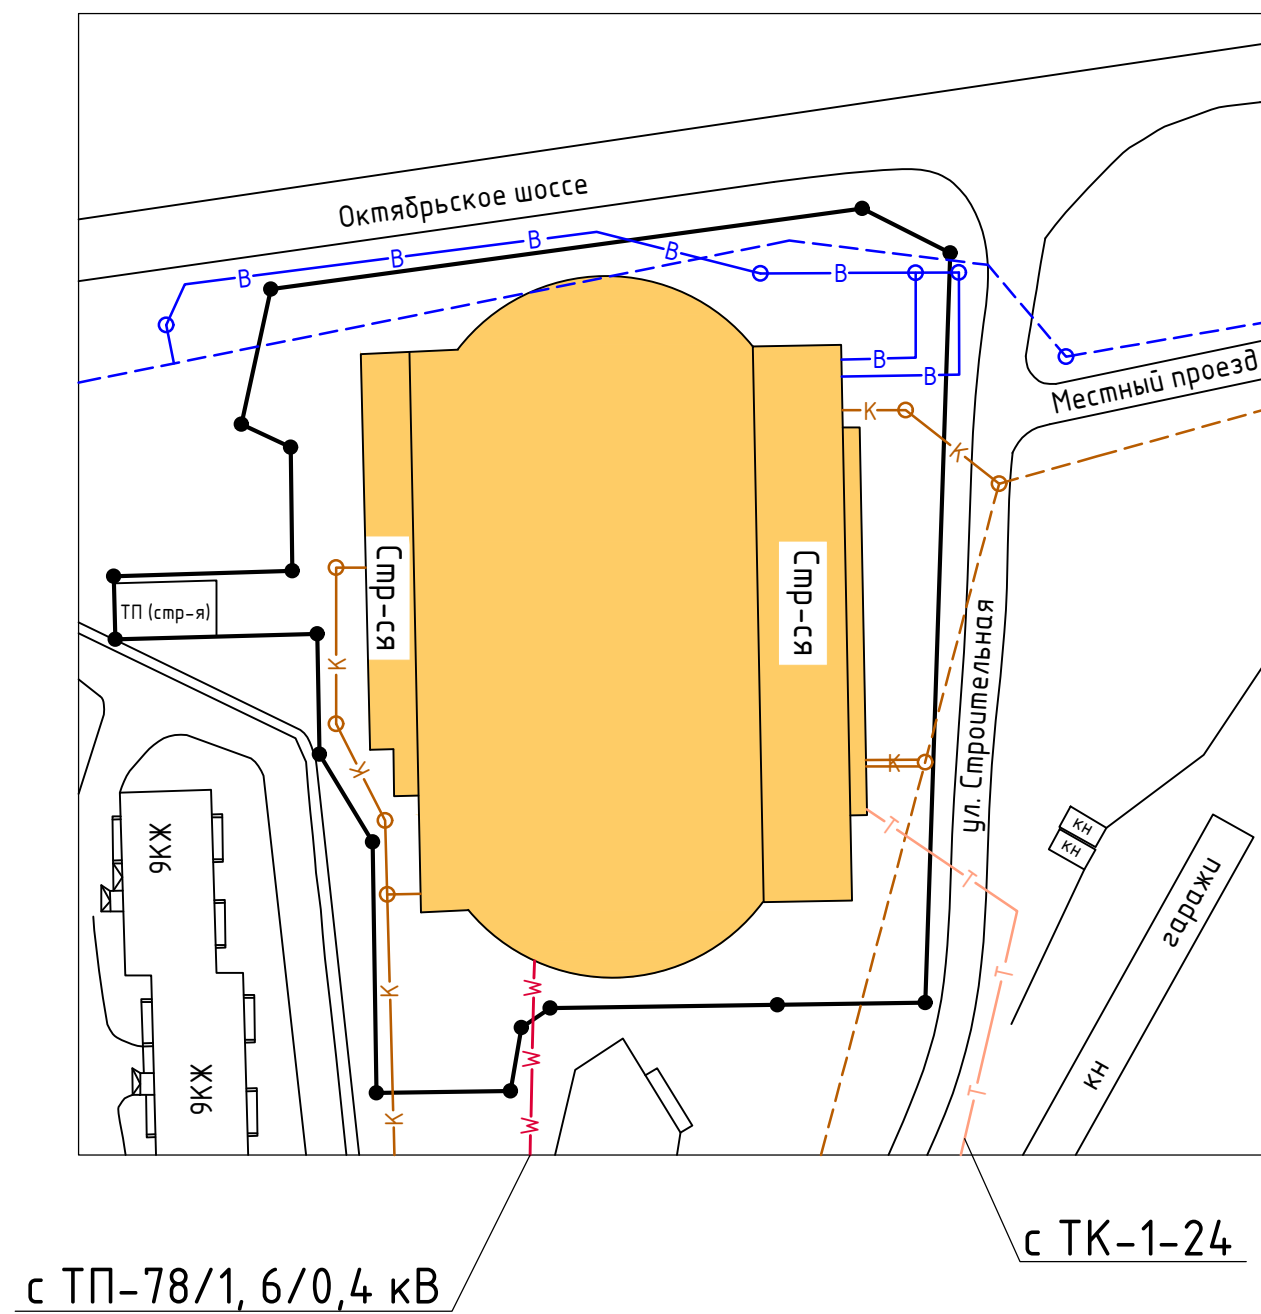 Октябрьское шоссе
В
В
В
В
В
В
В
Местный проезд
К
К
Стр-ся
Стр-ся
ТП (стр-я)
К
К
К
ул. Строительная
Т
Т
кн
кн
9КЖ
гаражи
W
К
Т
W
кн
Т
9КЖ
К
W
с ТК-1-24
с ТП-78/1, 6/0,4 кВ